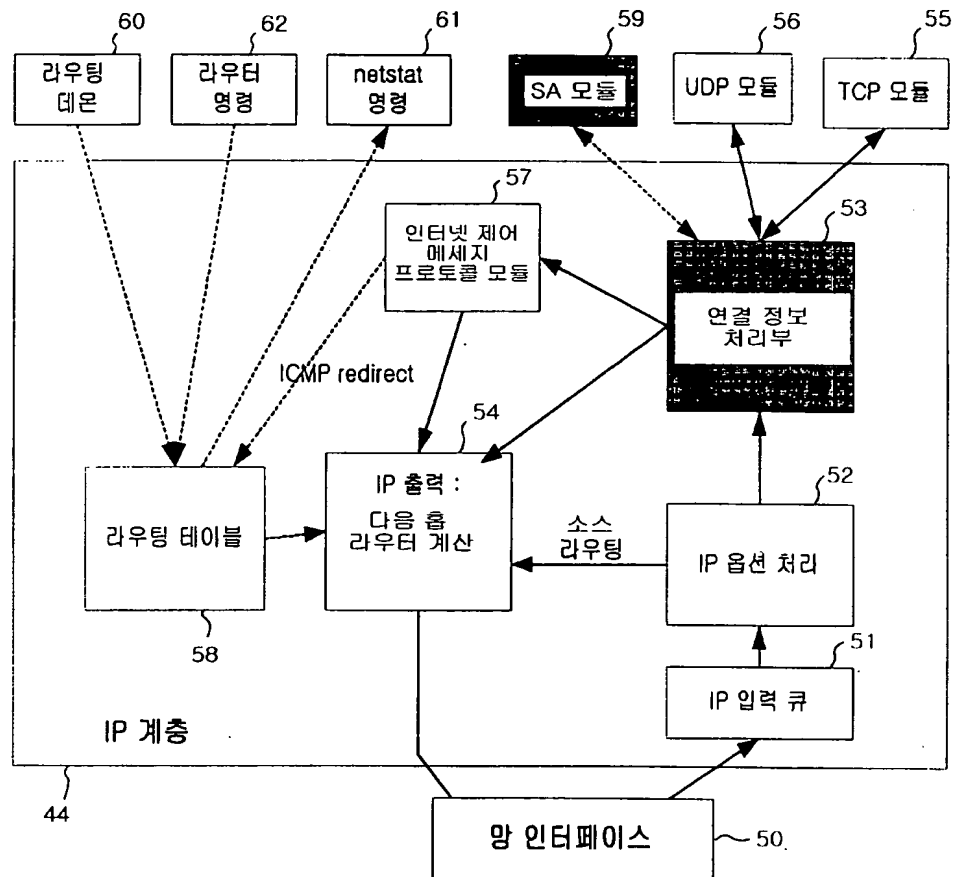 60
62
61
59
56
55
라우팅
데몬
라우터
명령
netstat
명령
SA 모듈
UDP 모듈
TCP 모듈
57
인터넷 제어
메세지
프로토콜 모듈
53
연결 정보
처리부
ICMP redirect
54
IP 출력 :
다음 홉
라우터 계산
라우팅 테이블
58
소스
라우팅
52
IP 옵션 처리
51
IP 입력 큐
IP 계층
44
망 인터페이스
50